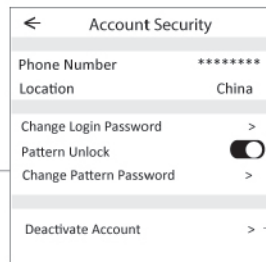 Account Security
Phone Number ********
Location China
Change Login Password >
Pattern Unlock
Change Pattern Password >
Deactivate Account >